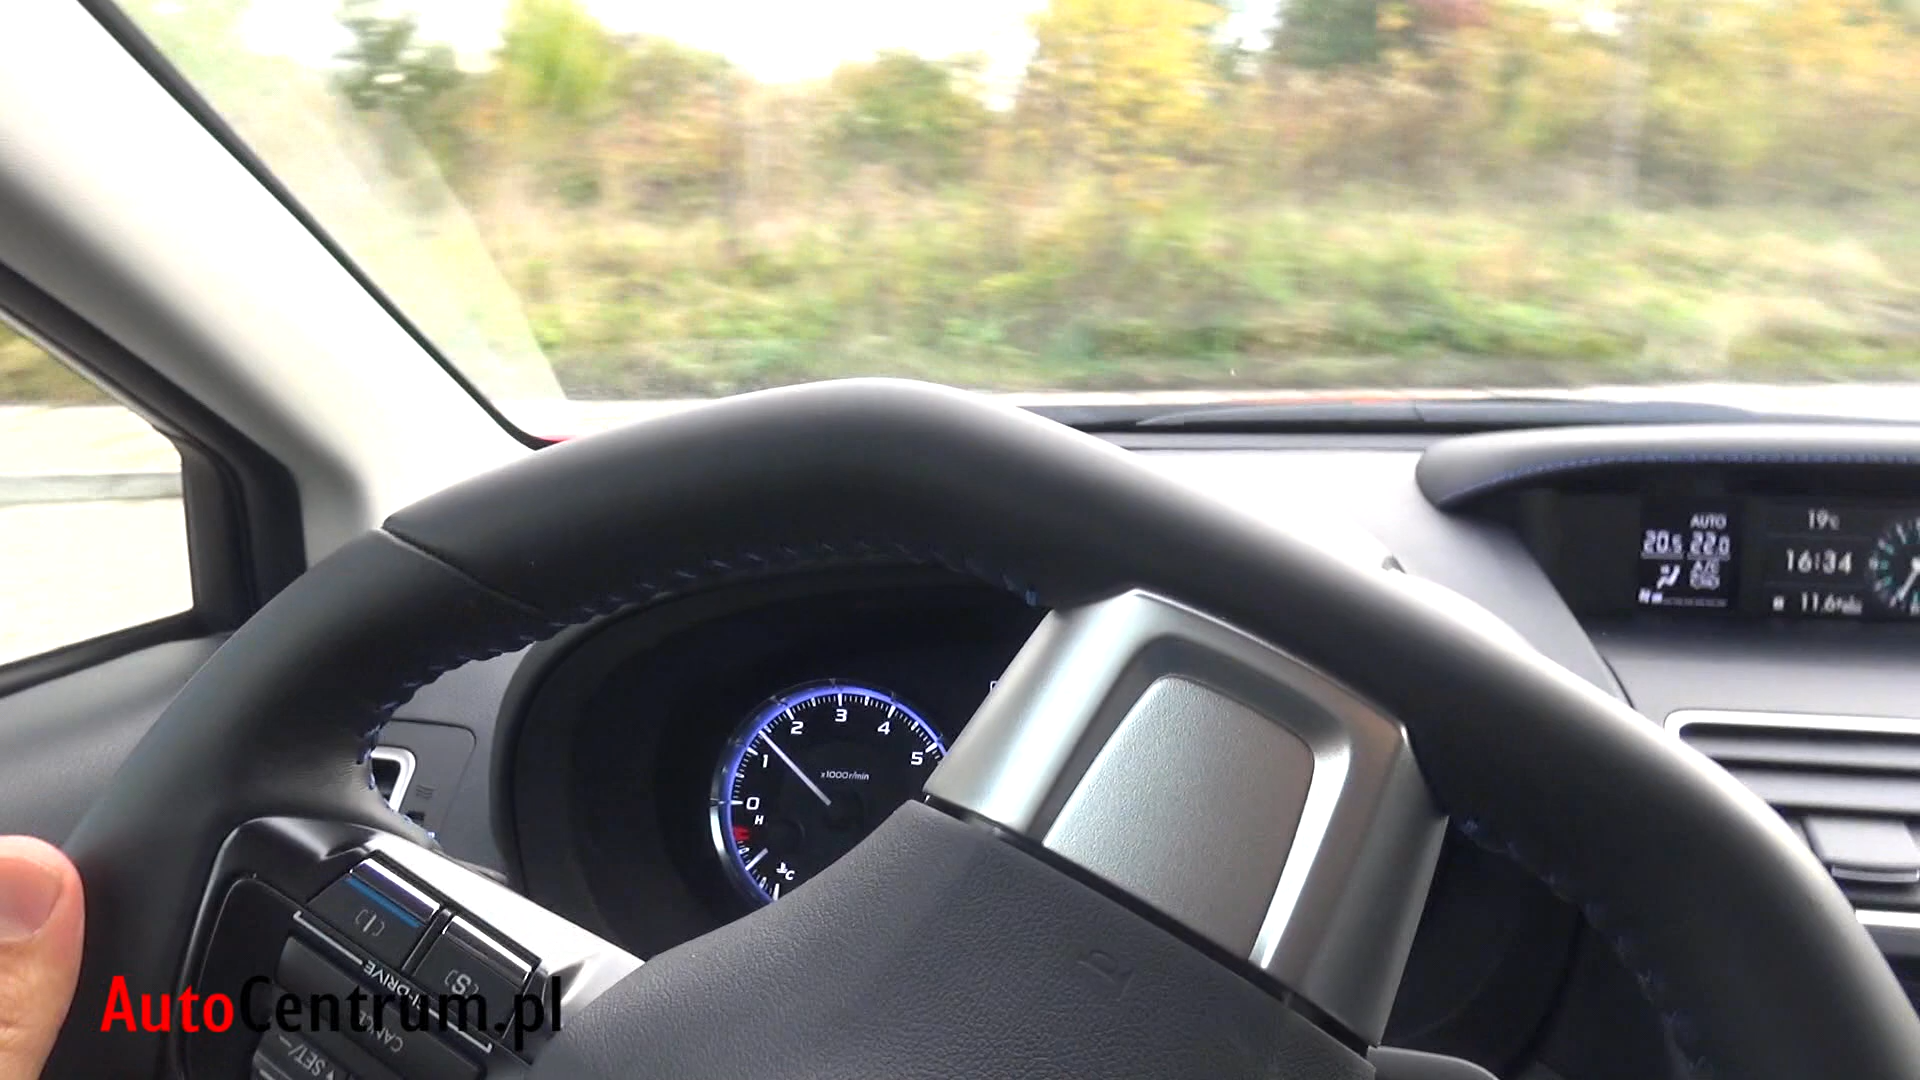 AUTO
20.5 22.0
A/C
19°C
16:34
11.6
0
1
2
3
4
5
x1000r/min
H
°C
(I)
(S)
SI-DRIVE
SET/-
AutoCentrum.pl